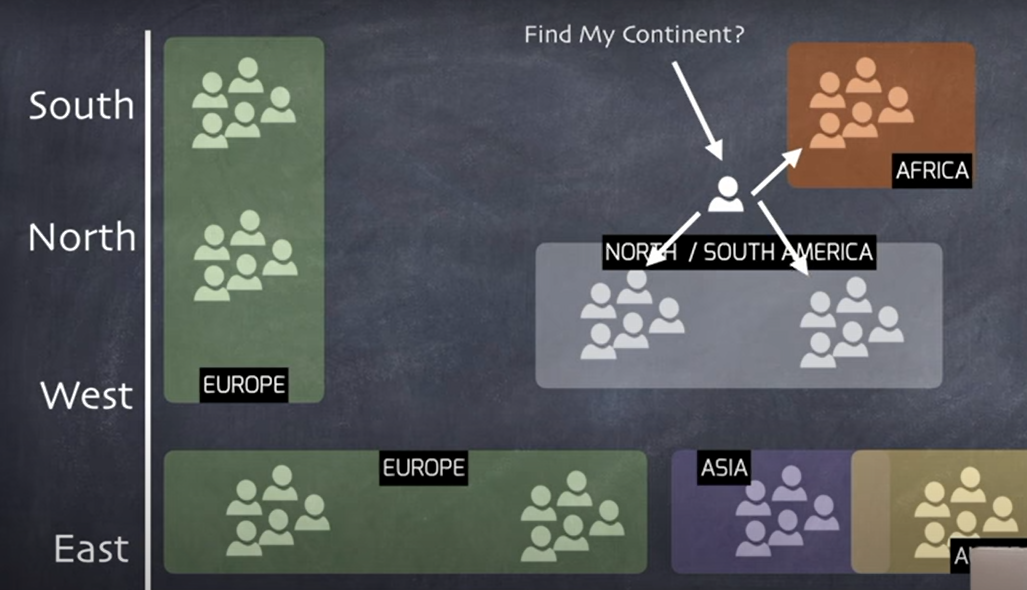 Find My Continent?
South
AFRICA
North
NORTH / SOUTH AMERICA
West
EUROPE
EUROPE
ASIA
East